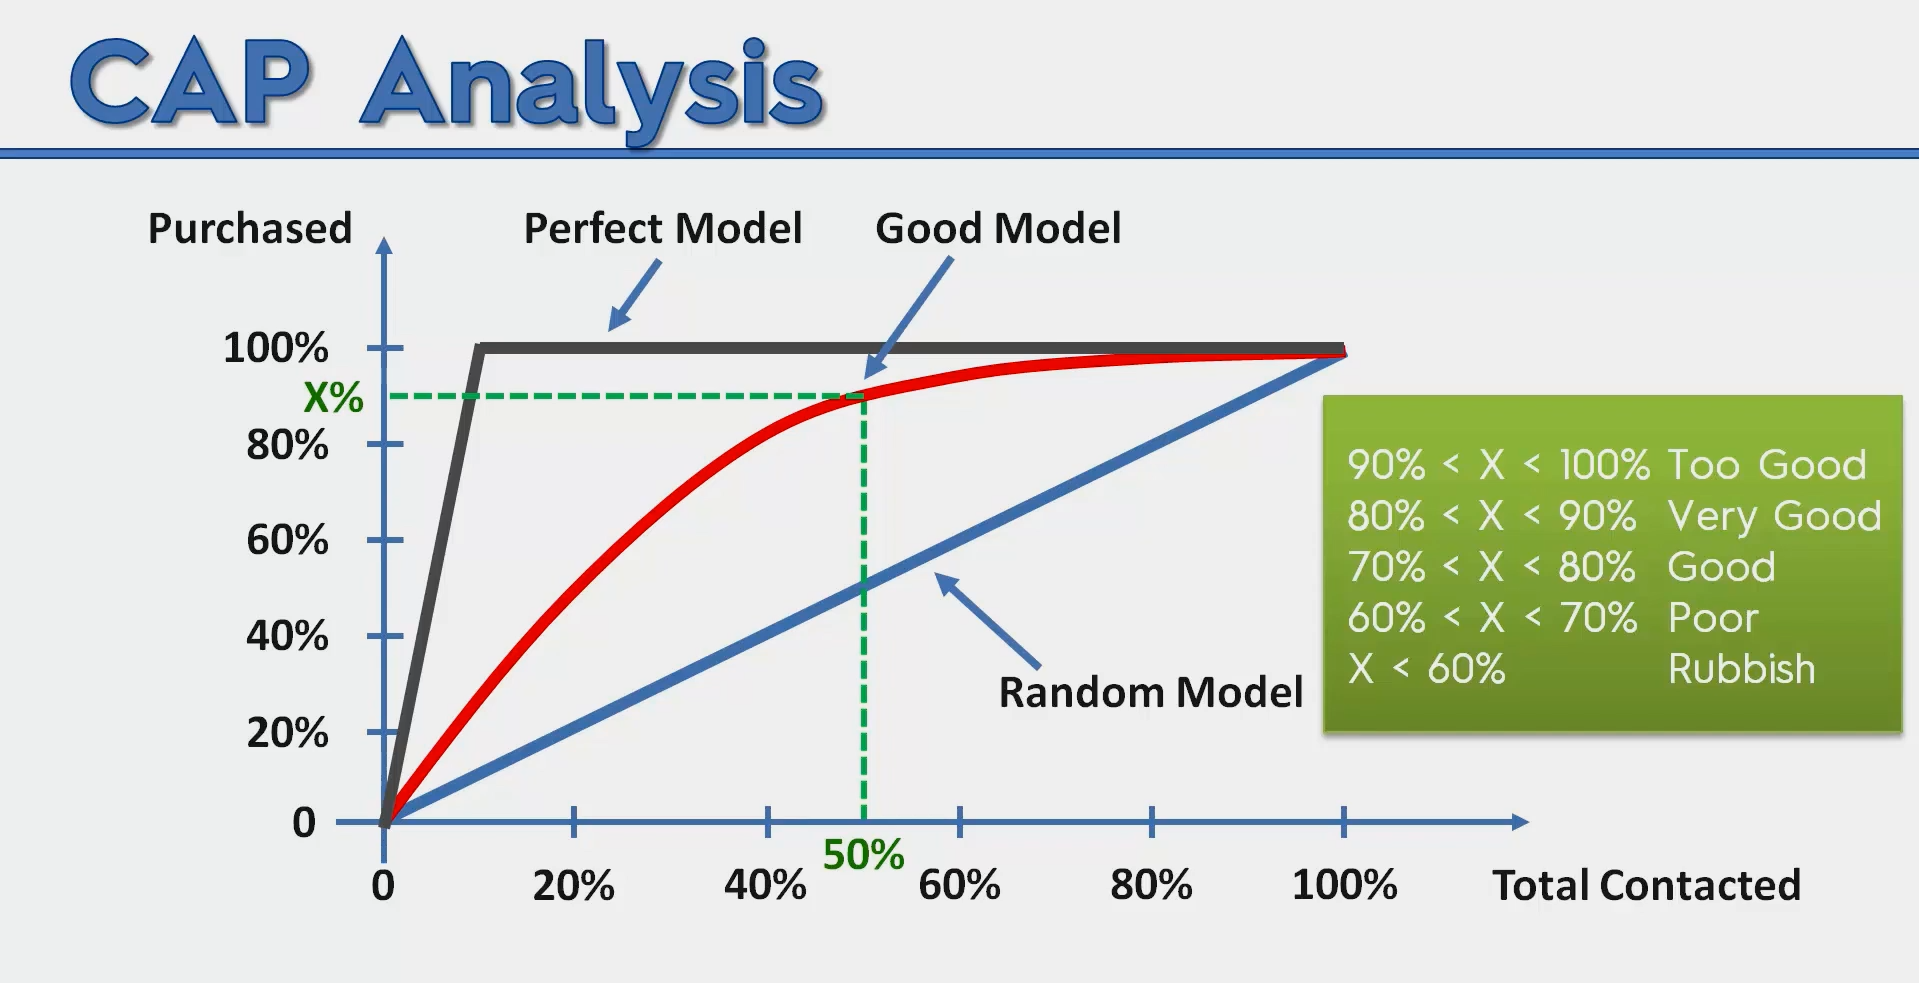 CAP Analysis
Purchased
Perfect Model
Good Model
100%
X%
80%
60%
40%
20%
0
Random Model
90% < X < 100% Too Good
80% < X < 90% Very Good
70% < X < 80% Good
60% < X < 70% Poor
X < 60% Rubbish
50%
0
20%
40%
60%
80%
100%
Total Contacted